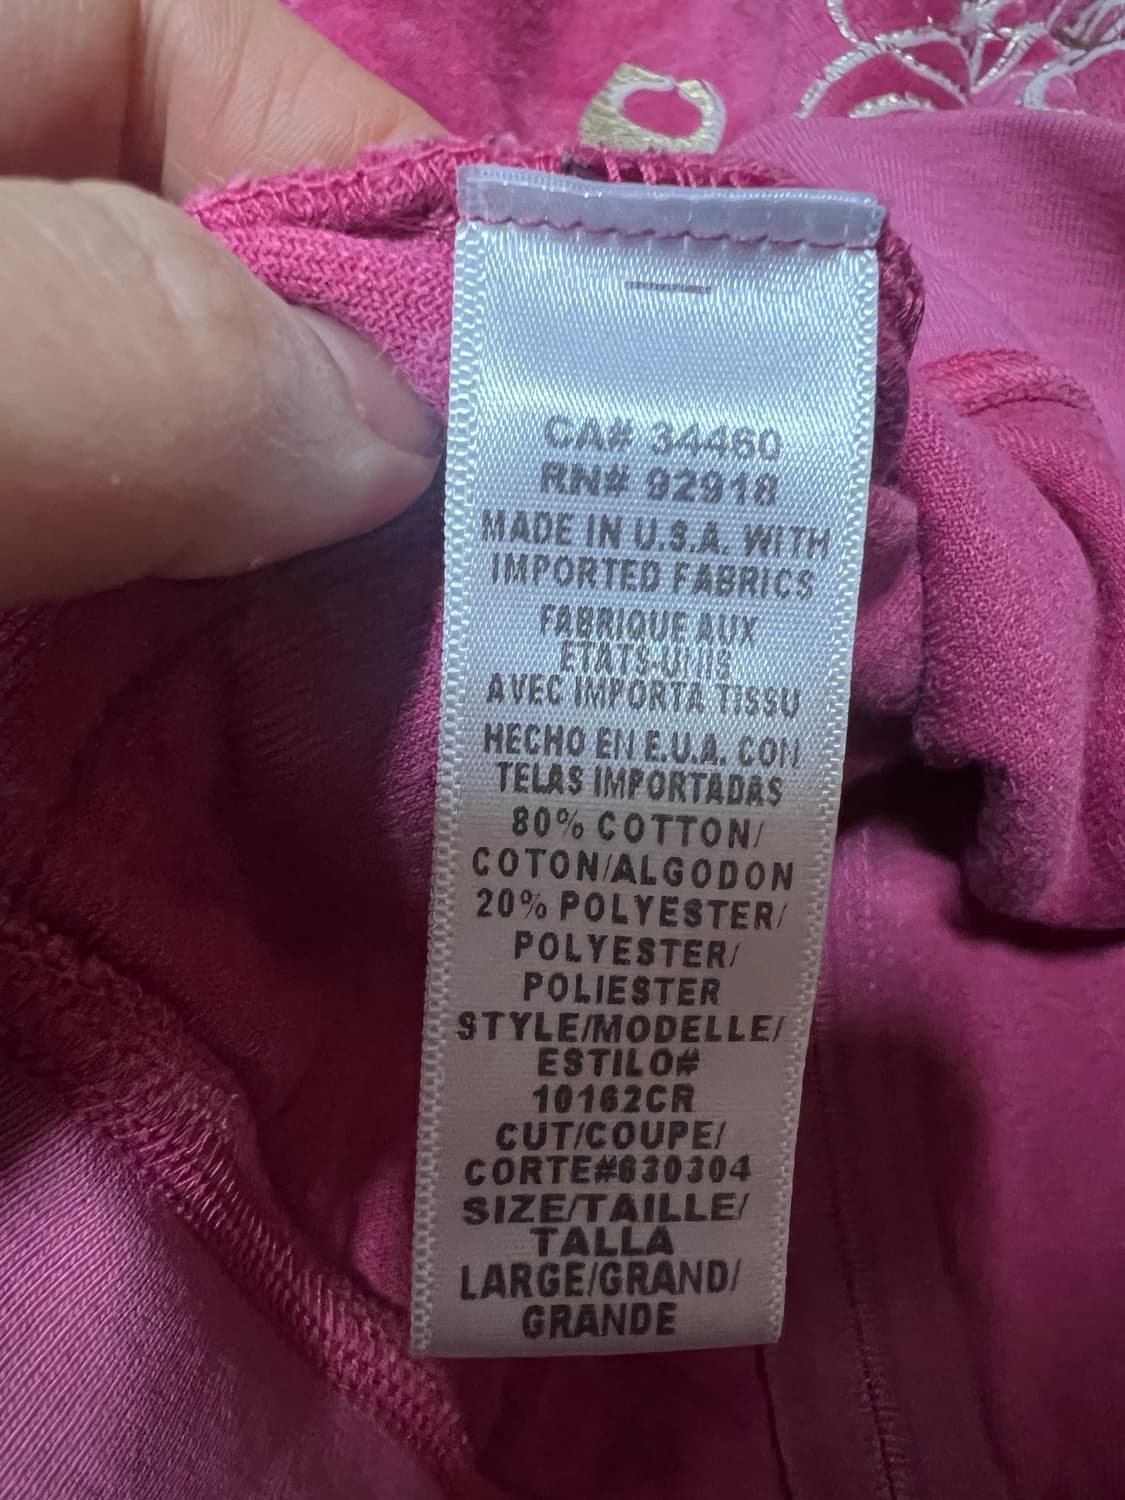 CA# 34460
RN# 92918
MADE IN U.S.A. WITH
IMPORTED FABRICS
FABRIQUE AUX
ETATS-UNIS
AVEC IMPORTA TISSU
HECHO EN E.U.A. CON
TELAS IMPORTADAS
80% COTTON/
COTON/ALGODON
20% POLYESTER/
POLYESTER/
POLIESTER
STYLE/MODELLE/
ESTILO#
10162CR
CUT/COUPE/
CORTE#630304
SIZE/TAILLE/
TALLA
LARGE/GRAND/
GRANDE